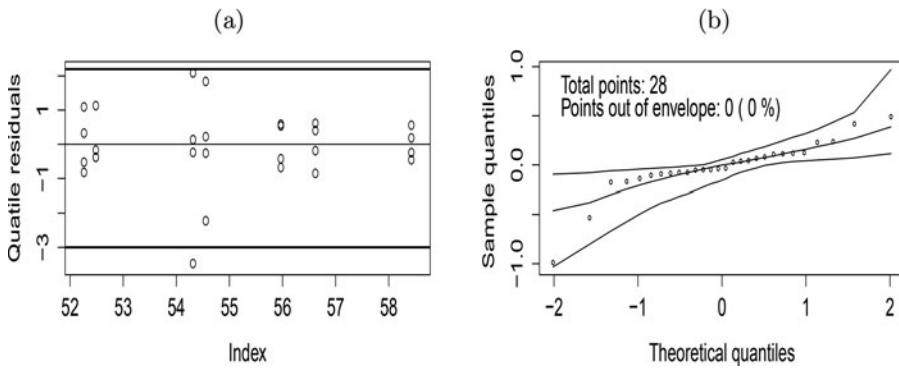 (a)
Quatile residuals
1
-1
-3
52 53 54 55 56 57 58
Index
(b)
Total points: 28
Points out of envelope: 0 ( 0 %)
Sample quantiles
1.0
0.0
−1.0
−2 −1 0 1 2
Theoretical quantiles